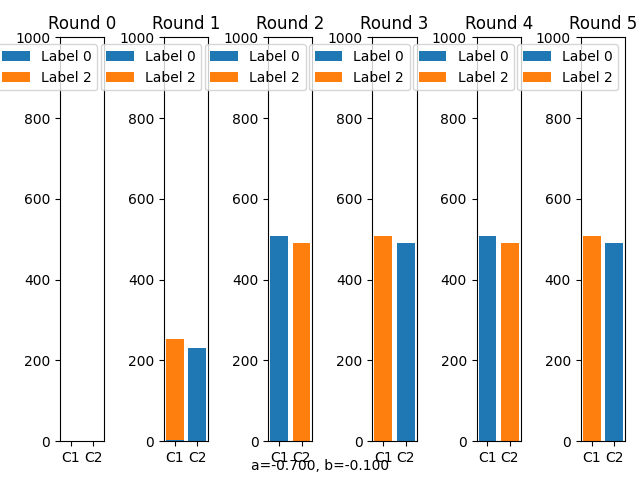 Round 0 Round 1 Round 2 Round 3 Round 4 Round 5
1000 1000 1000 1000 1000 1000
Label 0 Label 0 Label 0 Label 0 Label 0 Label 0
Label 2 Label 2 Label 2 Label 2 Label 2 Label 2
800 800 800 800 800 800
600 600 600 600 600 600
400 400 400 400 400 400
200 200 200 200 200 200
0 0 0 0 0 0
C1 C2 C1 C2 C1 C2 C1 C2 C1 C2 C1 C2
a=-0.700, b=-0.100